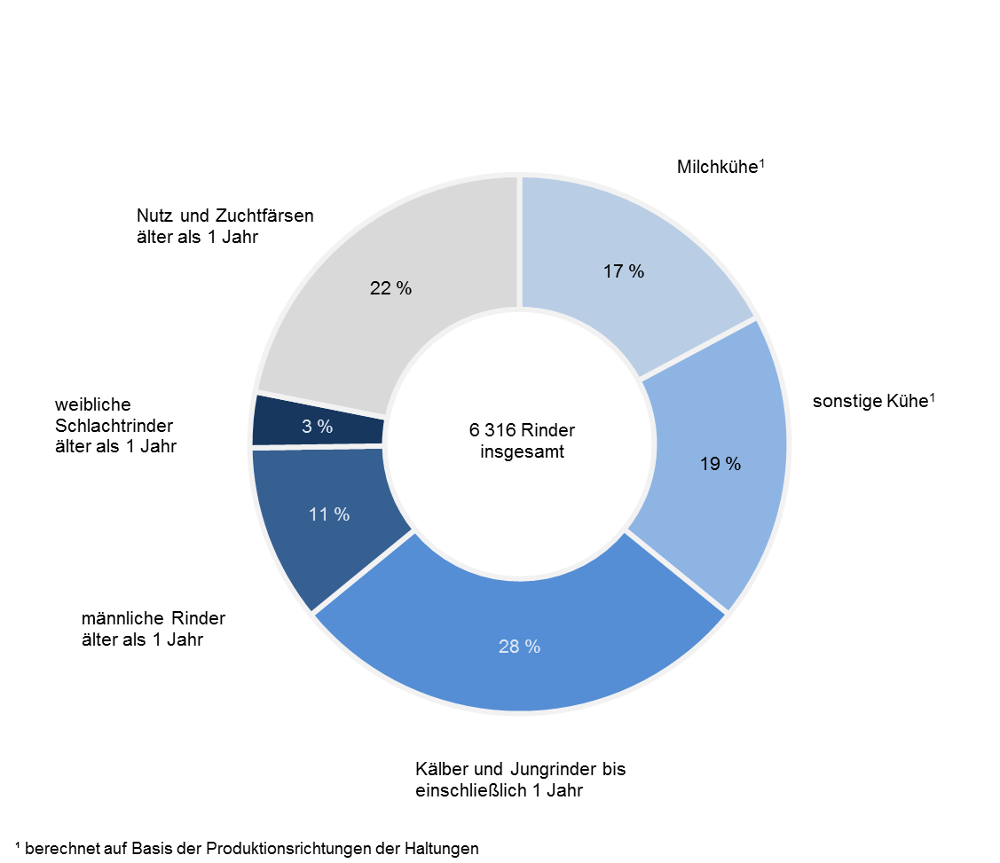 Milchkühe¹
Nutz und Zuchtfärsen
älter als 1 Jahr
17 %
22 %
sonstige Kühe¹
weibliche
Schlachtrinder
älter als 1 Jahr
3 %
6 316 Rinder
insgesamt
19 %
11 %
männliche Rinder
älter als 1 Jahr
28 %
Kälber und Jungrinder bis
einschließlich 1 Jahr
¹ berechnet auf Basis der Produktionsrichtungen der Haltungen